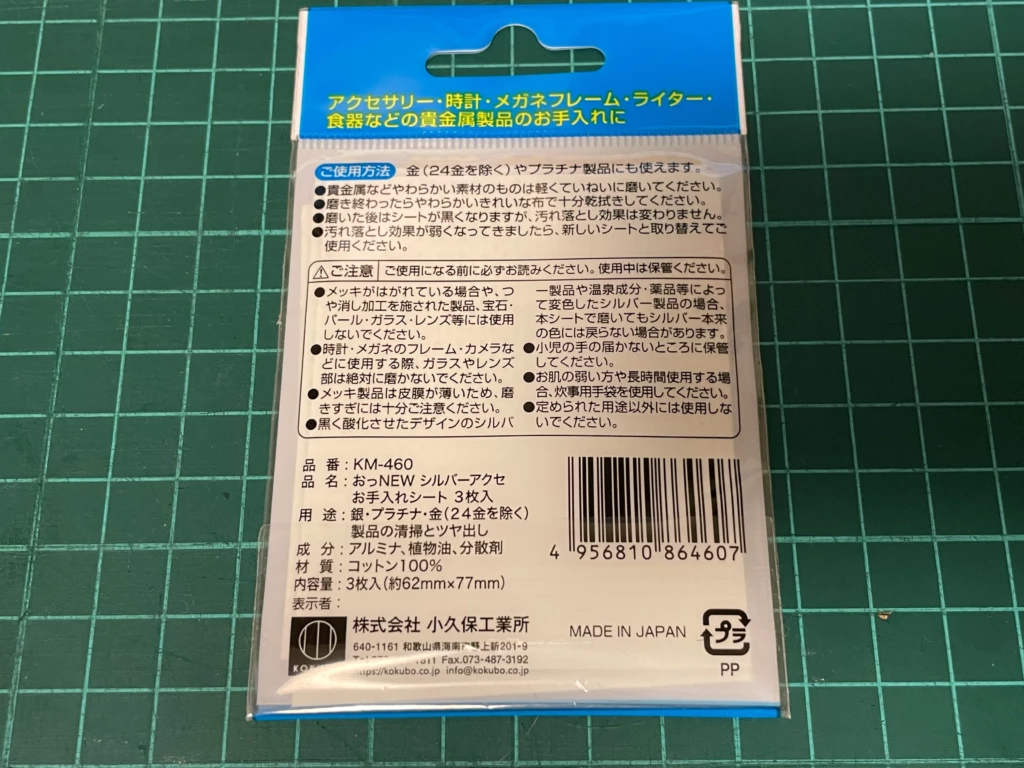 アクセサリー・時計・メガネフレーム・ライター・
食器などの貴金属製品のお手入れに
ご使用方法 金(24金を除く)やプラチナ製品にも使えます。
●貴金属などやわらかい素材のものは軽くていねいに磨いてください。
●磨き終わったらやわらかいきれいな布で十分乾拭きしてください。
●磨いた後はシートが黒くなりますが、汚れ落とし効果は変わりません。
●汚れ落とし効果が弱くなってきましたら、新しいシートと取り替えてご
使用ください。
⚠ご注意 ご使用になる前に必ずお読みください。使用中は保管ください。
●メッキがはがれている場合や、つ
や消し加工を施された製品、宝石・
パール・ガラス・レンズ等には使用
しないでください。
●時計・メガネのフレーム・カメラな
どに使用する際、ガラスやレンズ
部は絶対に磨かないでください。
●メッキ製品は皮膜が薄いため、磨
きすぎには十分ご注意ください。
●黒く酸化させたデザインのシルバ
ー製品や温泉成分・薬品等によっ
て変色したシルバー製品の場合、
本シートで磨いてもシルバー本来
の色には戻らない場合があります。
●小児の手の届かないところに保管
してください。
●お肌の弱い方や長時間使用する場
合、炊事用手袋を使用してください。
●定められた用途以外には使用しな
いでください。
品 番:KM-460
品 名:おっNEW シルバーアクセ
お手入れシート 3枚入
用 途:銀・プラチナ・金(24金を除く)
製品の清掃とツヤ出し
成 分:アルミナ、植物油、分散剤
材 質:コットン100%
内容量:3枚入(約62mm×77mm)
表示者:
株式会社 小久保工業所
640-1161 和歌山県海南市野上新201-9
Fax.073-487-3192
https://kokubo.co.jp info@kokubo.co.jp
4 956810 864607
MADE IN JAPAN
プラ
PP